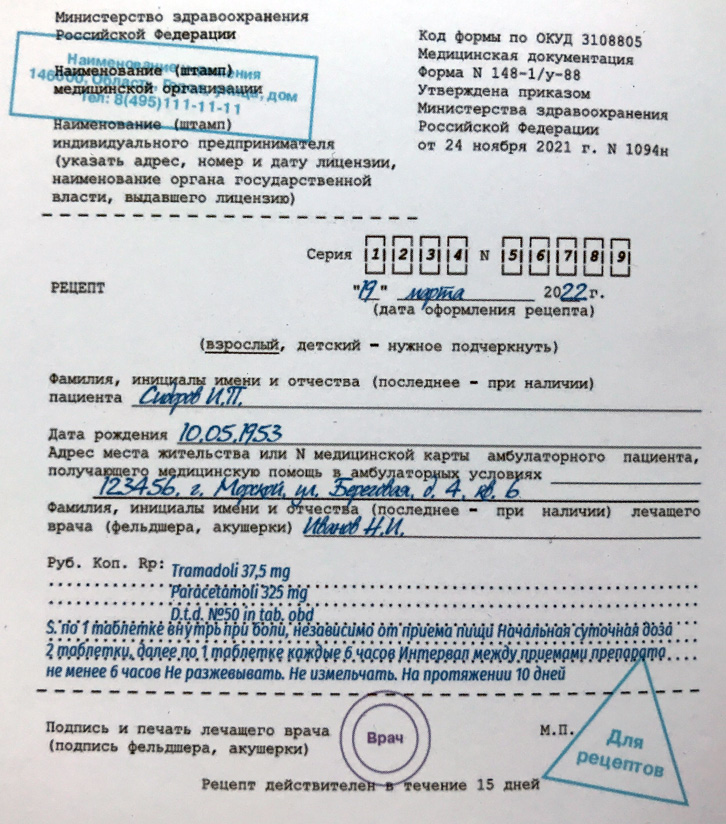 Министерство здравоохранения
Российской Федерации
Код формы по ОКУД 3108805
Медицинская документация
Форма N 148-1/у-88
Утверждена приказом
Министерства здравоохранения
Российской Федерации
от 24 ноября 2021 г. N 1094н
Наименование
Тел: 8(495)111-11-11
Наименование (штамп)
медицинской организации
Наименование (штамп)
индивидуального предпринимателя
(указать адрес, номер и дату лицензии,
наименование органа государственной
власти, выдавшего лицензию)
Серия 1 2 3 4 N 5 6 7 8 9
РЕЦЕПТ "19" марта 2022 г.
(дата оформления рецепта)
(взрослый, детский - нужное подчеркнуть)
Фамилия, инициалы имени и отчества (последнее - при наличии)
пациента Сидоров И.П.
Дата рождения 10.05.1953
Адрес места жительства или N медицинской карты амбулаторного пациента,
получающего медицинскую помощь в амбулаторных условиях
123456, г. Морской, ул. Береговая, д. 4, кв. 6
Фамилия, инициалы имени и отчества (последнее - при наличии) лечащего
врача (фельдшера, акушерки) Иванов Н.И.
Руб. Коп. Rp: Tramadoli 37,5 mg
Paracetamoli 325 mg
D.t.d. №50 in tab. obd
S. по 1 таблетке внутрь при боли, независимо от приема пищи Начальная суточная доза
2 таблетки, далее по 1 таблетке каждые 6 часов Интервал между приемами препарата
не менее 6 часов Не разжевывать. Не измельчать. На протяжении 10 дней
Подпись и печать лечащего врача
(подпись фельдшера, акушерки)
Врач
М.П.
Для
рецептов
Рецепт действителен в течение 15 дней